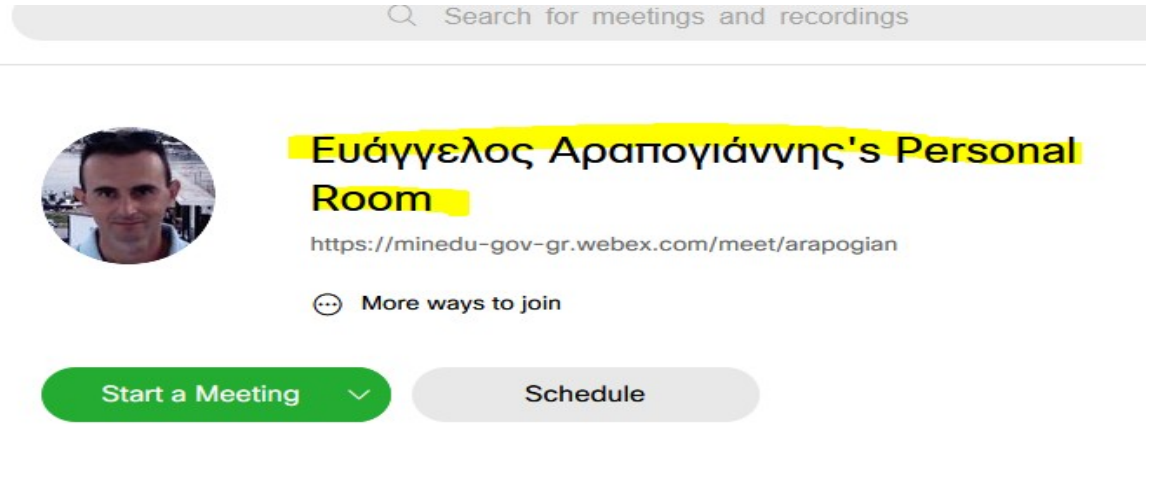 Search for meetings and recordings
Ευάγγελος Αραπογιάννης's Personal
Room
https://minedu-gov-gr.webex.com/meet/arapogian
More ways to join
Start a Meeting
Schedule